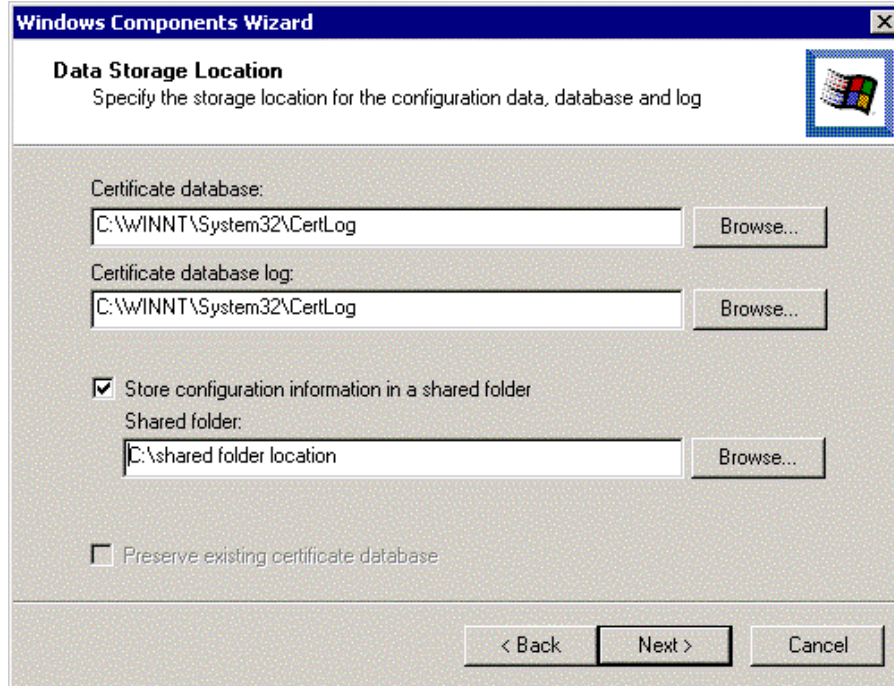 Windows Components Wizard
Data Storage Location
Specify the storage location for the configuration data, database and log
Certificate database:
C:\WINNT\System32\CertLog
Browse...
Certificate database log:
C:\WINNT\System32\CertLog
Browse...
Store configuration information in a shared folder
Shared folder:
C:\shared folder location
Browse...
Preserve existing certificate database
< Back
Next >
Cancel